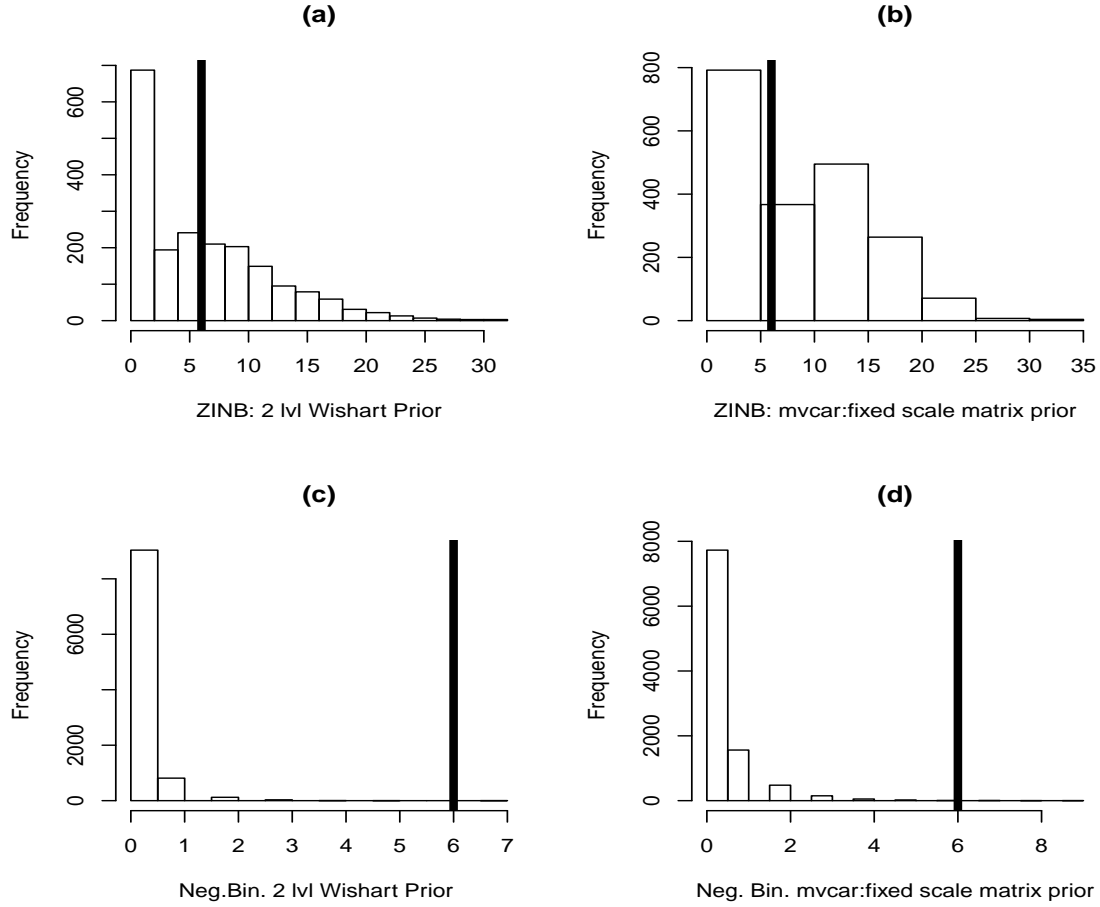 (a)
Frequency
0 200 400 600
0 5 10 15 20 25 30
ZINB: 2 lvl Wishart Prior
(b)
Frequency
0 200 400 600 800
0 5 10 15 20 25 30 35
ZINB: mvcar:fixed scale matrix prior
(c)
Frequency
0 2000 6000
0 1 2 3 4 5 6 7
Neg.Bin. 2 lvl Wishart Prior
(d)
Frequency
0 2000 4000 6000 8000
0 2 4 6 8
Neg. Bin. mvcar:fixed scale matrix prior